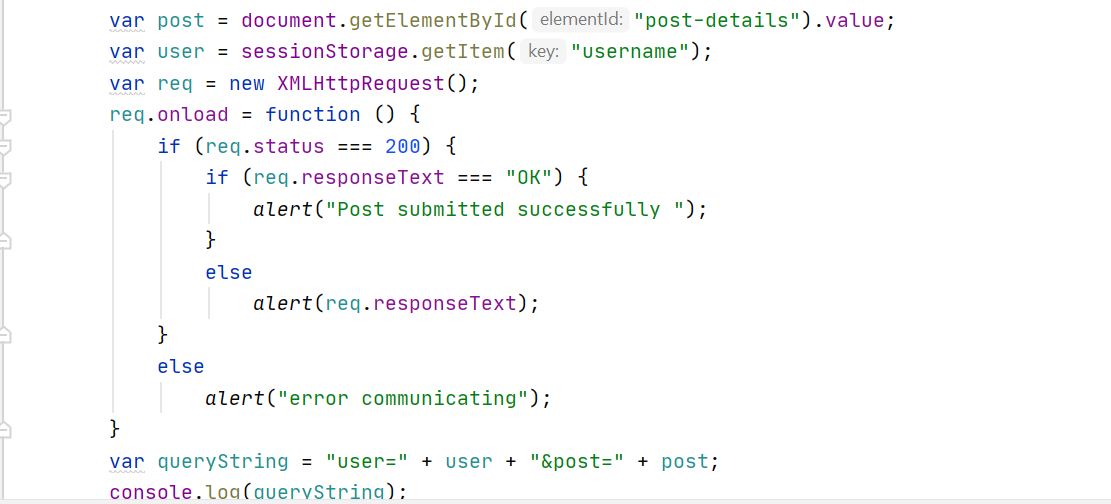 var post = document.getElementById( elementId: "post-details").value;
var user = sessionStorage.getItem( key: "username");
var req = new XMLHttpRequest();
req.onload = function () {
if (req.status === 200) {
if (req.responseText === "OK") {
alert("Post submitted successfully ");
}
else
alert(req.responseText);
}
else
alert("error communicating");
}
var queryString = "user=" + user + "&post=" + post;
console.log(queryString);